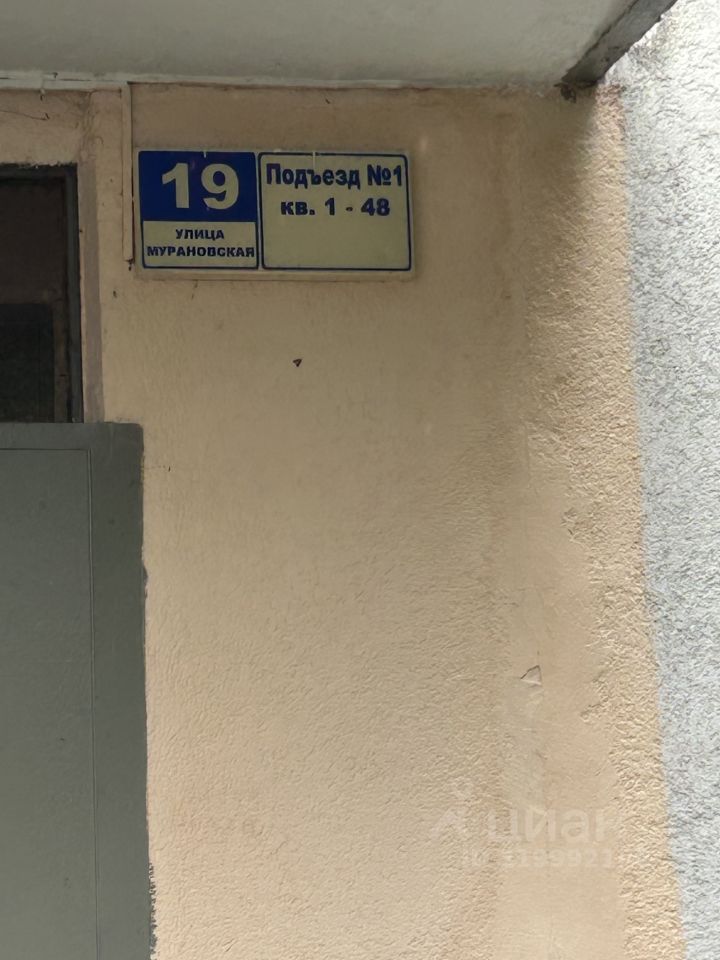 19
УЛИЦА
МУРАНОВСКАЯ
Подъезд №1
кв. 1 - 48
циан